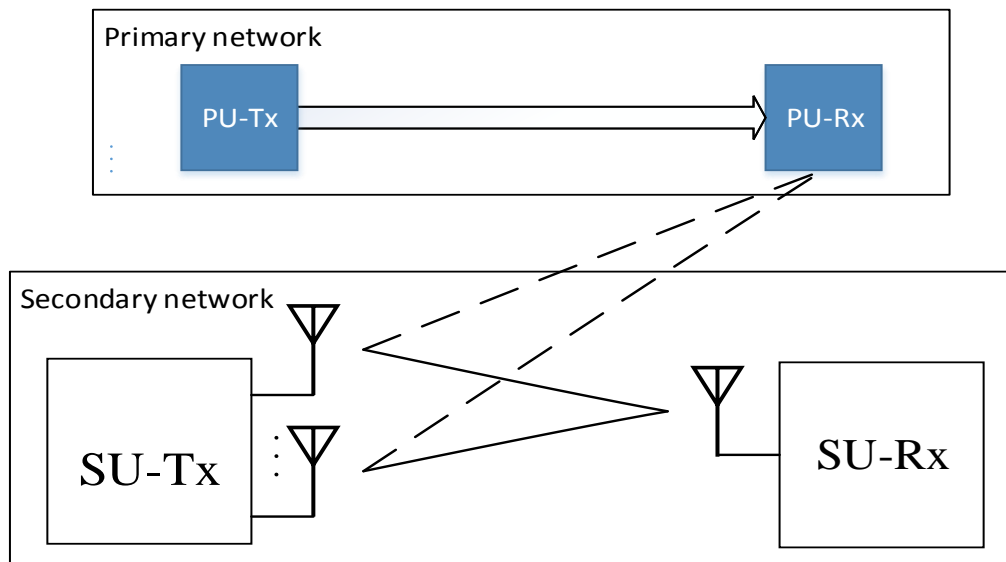 Primary network
PU-Tx
PU-Rx
Secondary network
SU-Tx
SU-Rx